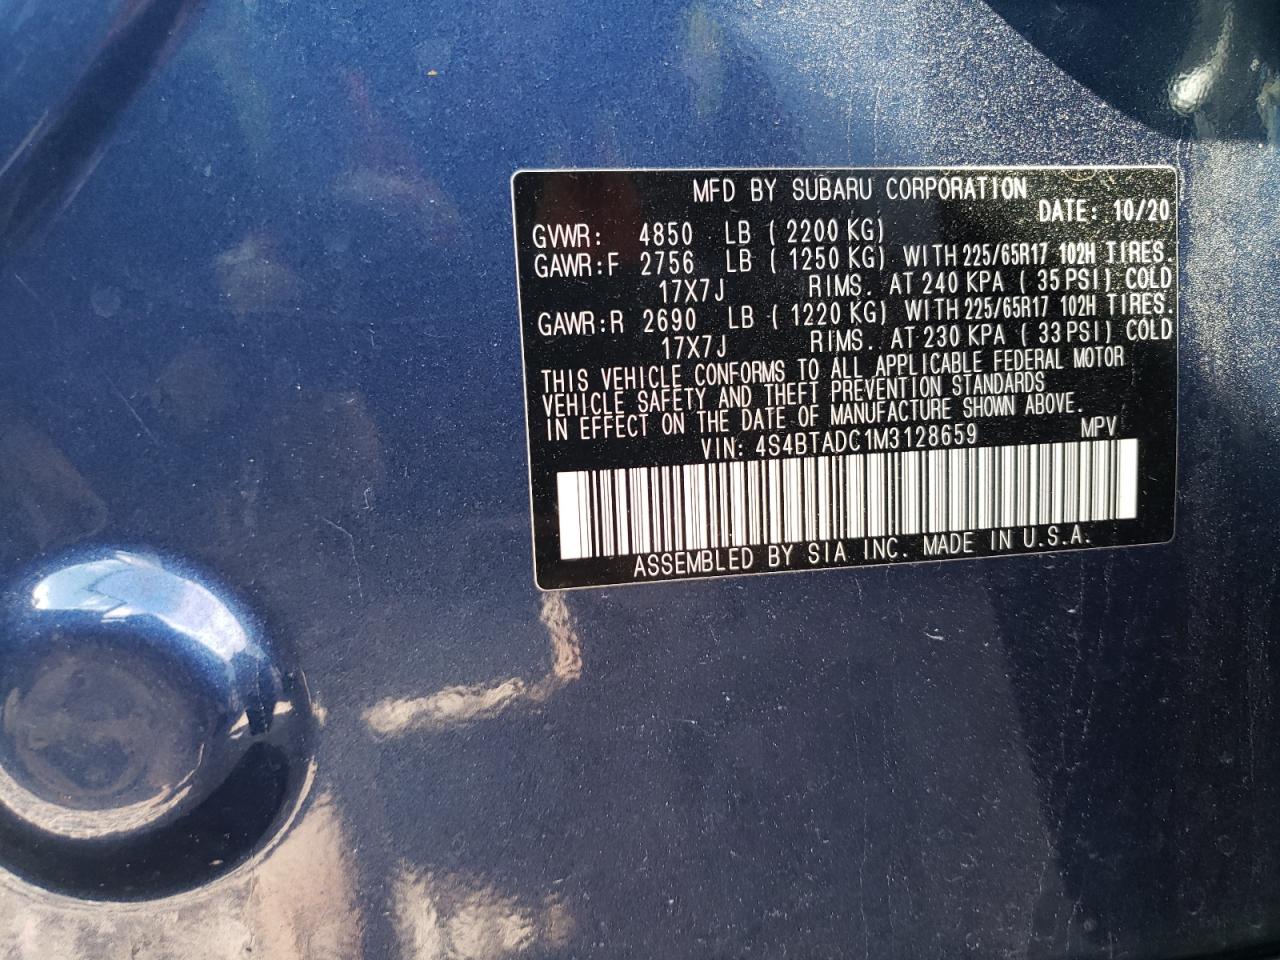 MFD BY SUBARU CORPORATION
DATE: 10/20
GVWR: 4850 LB ( 2200 KG)
GAWR:F 2756 LB ( 1250 KG) WITH 225/65R17 102H TIRES.
17X7J RIMS. AT 240 KPA ( 35 PSI) COLD
GAWR:R 2690 LB ( 1220 KG) WITH 225/65R17 102H TIRES.
17X7J RIMS. AT 230 KPA ( 33 PSI) COLD
THIS VEHICLE CONFORMS TO ALL APPLICABLE FEDERAL MOTOR
VEHICLE SAFETY AND THEFT PREVENTION STANDARDS
IN EFFECT ON THE DATE OF MANUFACTURE SHOWN ABOVE.
VIN: 4S4BTADC1M3128659 MPV
ASSEMBLED BY SIA INC. MADE IN U.S.A.